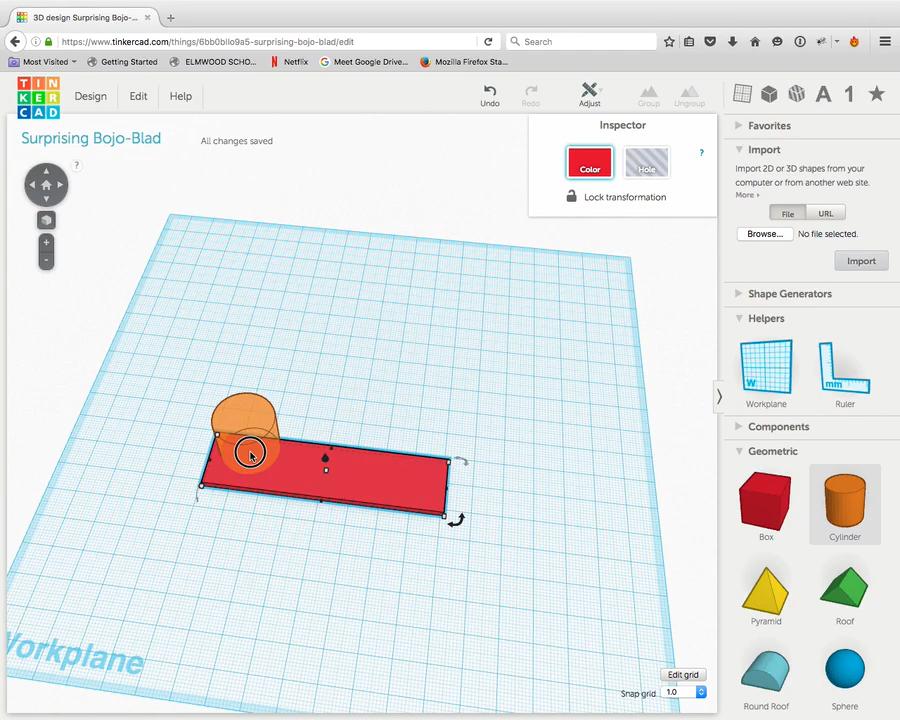 3D design Surprising Bojo-Blad...
https://www.tinkercad.com/things/6bb0bllo9a5-surprising-bojo-blad/edit
Search
Most Visited
Getting Started
ELMWOOD SCHO...
Netflix
Meet Google Drive...
Mozilla Firefox Sta...
TIN
KER
CAD
Design
Edit
Help
Undo
Redo
Adjust
Group
Ungroup
A
1
Surprising Bojo-Blad
All changes saved
?
Inspector
Color
Hole
?
Lock transformation
Favorites
Import
Import 2D or 3D shapes from your
computer or from another web site.
More
File
URL
Browse...
No file selected.
Import
Shape Generators
Helpers
W
mm
Workplane
Ruler
Components
Geometric
Box
Cylinder
Pyramid
Roof
Round Roof
Sphere
Workplane
Edit grid
Snap grid
1.0